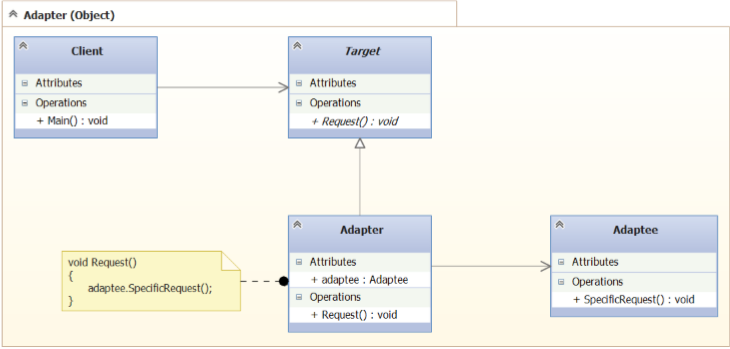 Adapter (Object)
Client
Attributes
Operations
+ Main() : void
Target
Attributes
Operations
+ Request() : void
void Request()
{
adaptee.SpecificRequest();
}
Adapter
Attributes
+ adaptee : Adaptee
Operations
+ Request() : void
Adaptee
Attributes
Operations
+ SpecificRequest() : void